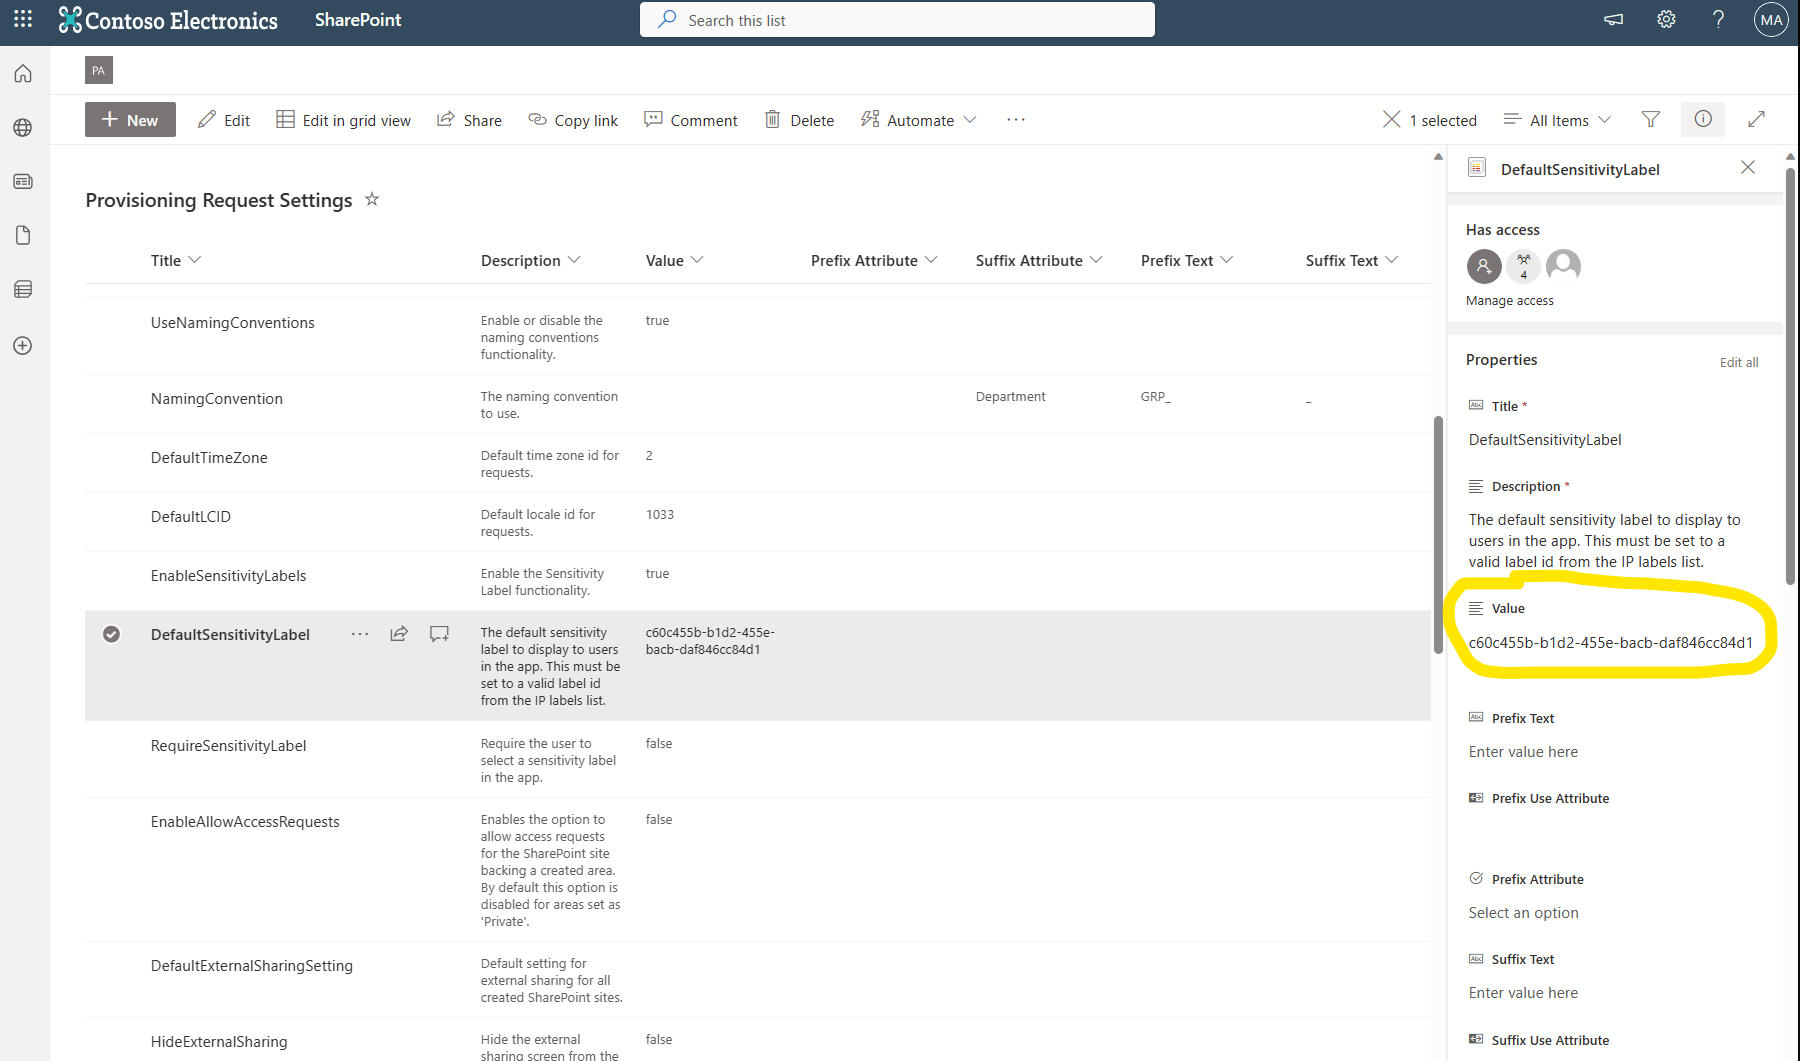 Contoso Electronics
SharePoint
Search this list
?
MA
PA
New
Edit
Edit in grid view
Share
Copy link
Comment
Delete
Automate
...
1 selected
All Items
Provisioning Request Settings
Title
Description
Value
Prefix Attribute
Suffix Attribute
Prefix Text
Suffix Text
UseNamingConventions
Enable or disable the
naming conventions
functionality.
true
NamingConvention
The naming convention
to use.
Department
GRP_
_
DefaultTimeZone
Default time zone id for
requests.
2
DefaultLCID
Default locale id for
requests.
1033
EnableSensitivityLabels
Enable the Sensitivity
Label functionality.
true
DefaultSensitivityLabel
...
The default sensitivity
label to display to users
in the app. This must be
set to a valid label id
from the IP labels list.
c60c455b-b1d2-455e-
bacb-daf846cc84d1
RequireSensitivityLabel
Require the user to
select a sensitivity label
in the app.
false
EnableAllowAccessRequests
Enables the option to
allow access requests
for the SharePoint site
backing a created area.
By default this option is
disabled for areas set as
'Private'.
false
DefaultExternalSharingSetting
Default setting for
external sharing for all
created SharePoint sites.
HideExternalSharing
Hide the external
sharing screen from the
false
DefaultSensitivityLabel
Has access
4
Manage access
Properties
Edit all
Abc
Title *
DefaultSensitivityLabel
Description *
The default sensitivity label to display to
users in the app. This must be set to a
valid label id from the IP labels list.
Value
c60c455b-b1d2-455e-bacb-daf846cc84d1
Abc
Prefix Text
Enter value here
Prefix Use Attribute
Prefix Attribute
Select an option
Abc
Suffix Text
Enter value here
Suffix Use Attribute